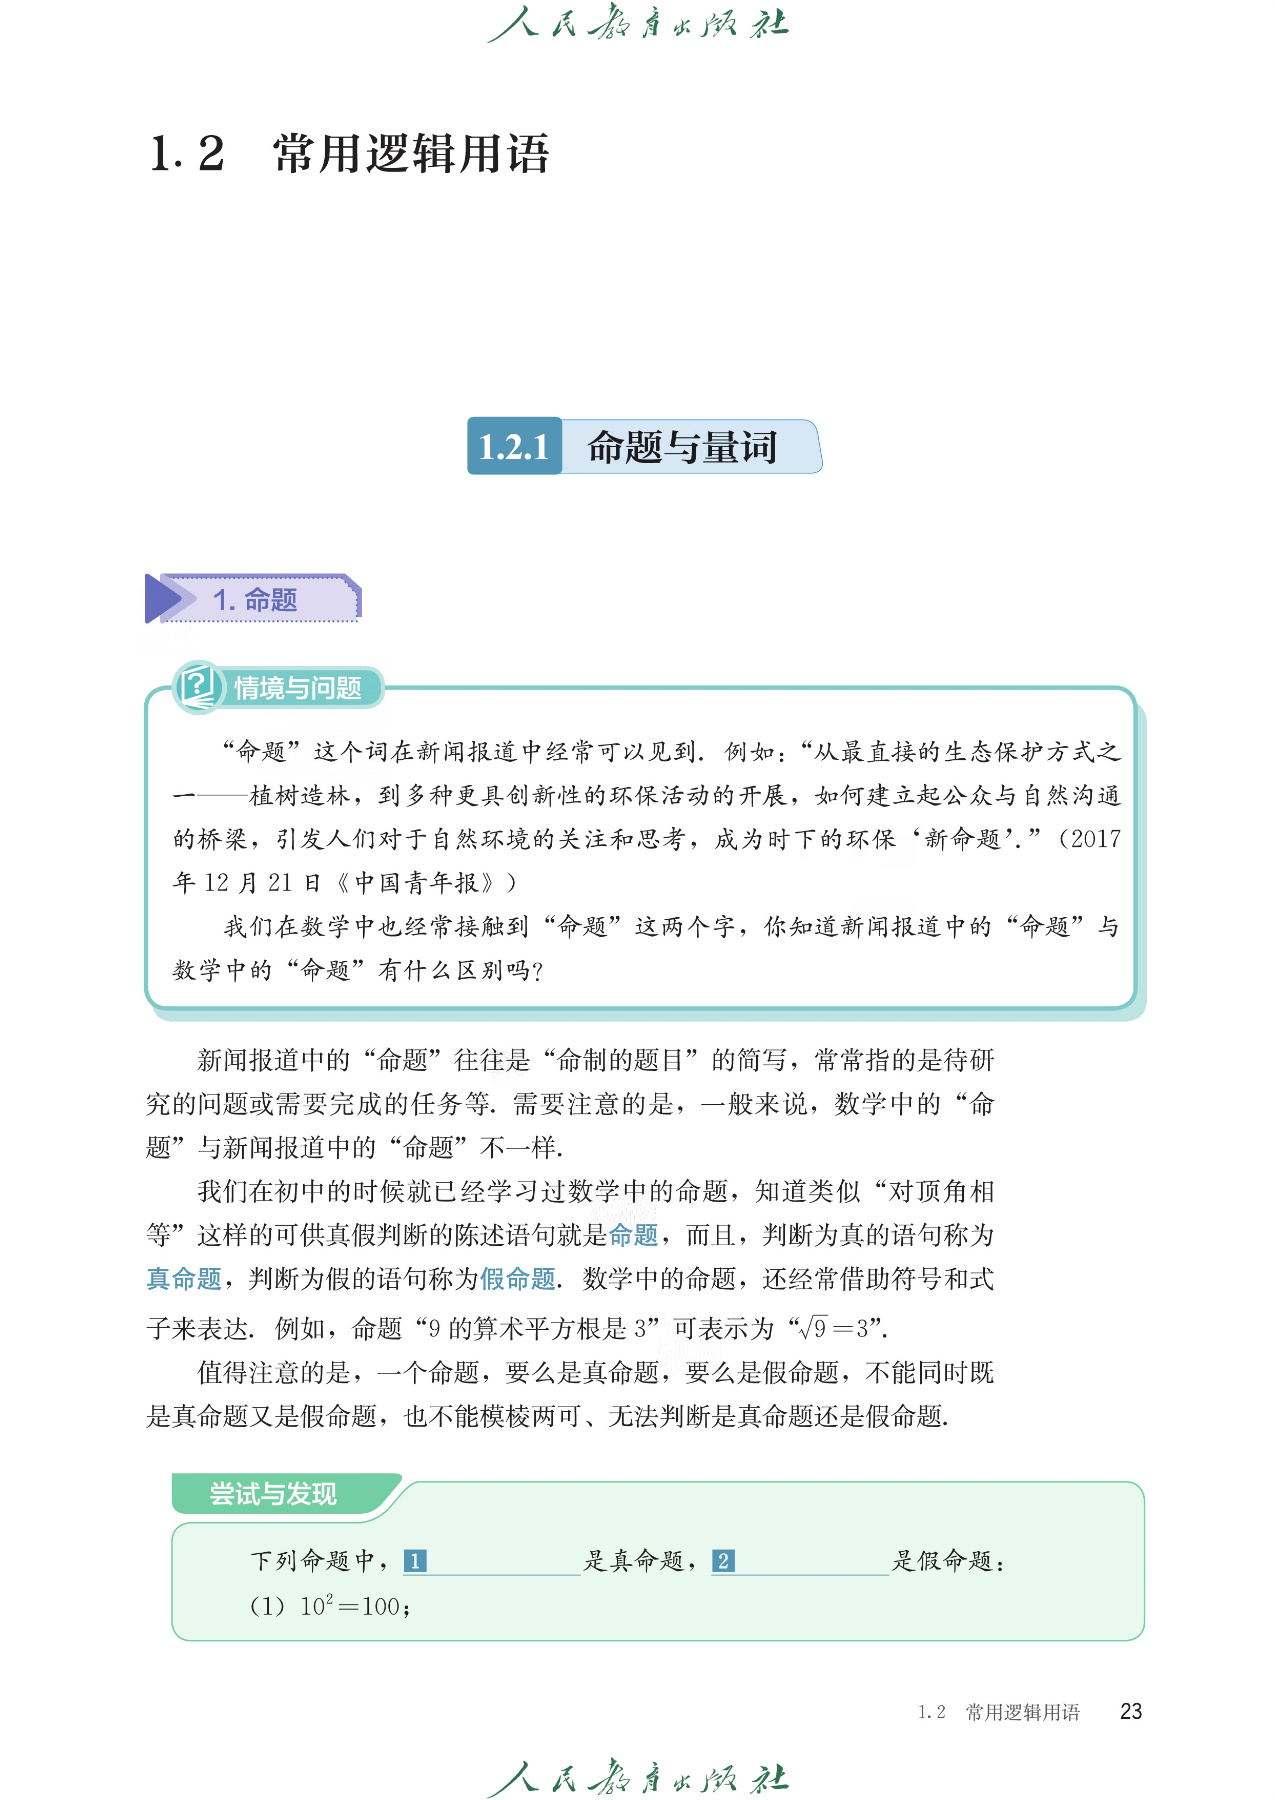 人民教育出版社
1.2 常用逻辑用语
1.2.1 命题与量词
1. 命题
情境与问题
“命题”这个词在新闻报道中经常可以见到. 例如：“从最直接的生态保护方式之
一——植树造林，到多种更具创新性的环保活动的开展，如何建立起公众与自然沟通
的桥梁，引发人们对于自然环境的关注和思考，成为时下的环保‘新命题’.”（2017
年 12 月 21 日《中国青年报》）
我们在数学中也经常接触到“命题”这两个字，你知道新闻报道中的“命题”与
数学中的“命题”有什么区别吗？
新闻报道中的“命题”往往是“命制的题目”的简写，常常指的是待研
究的问题或需要完成的任务等. 需要注意的是，一般来说，数学中的“命
题”与新闻报道中的“命题”不一样.
我们在初中的时候就已经学习过数学中的命题，知道类似“对顶角相
等”这样的可供真假判断的陈述语句就是命题，而且，判断为真的语句称为
真命题，判断为假的语句称为假命题. 数学中的命题，还经常借助符号和式
子来表达. 例如，命题“9 的算术平方根是 3”可表示为“√9=3”.
值得注意的是，一个命题，要么是真命题，要么是假命题，不能同时既
是真命题又是假命题，也不能模棱两可、无法判断是真命题还是假命题.
尝试与发现
下列命题中，1________是真命题，2________是假命题：
（1）10²=100；
1.2 常用逻辑用语 23
人民教育出版社